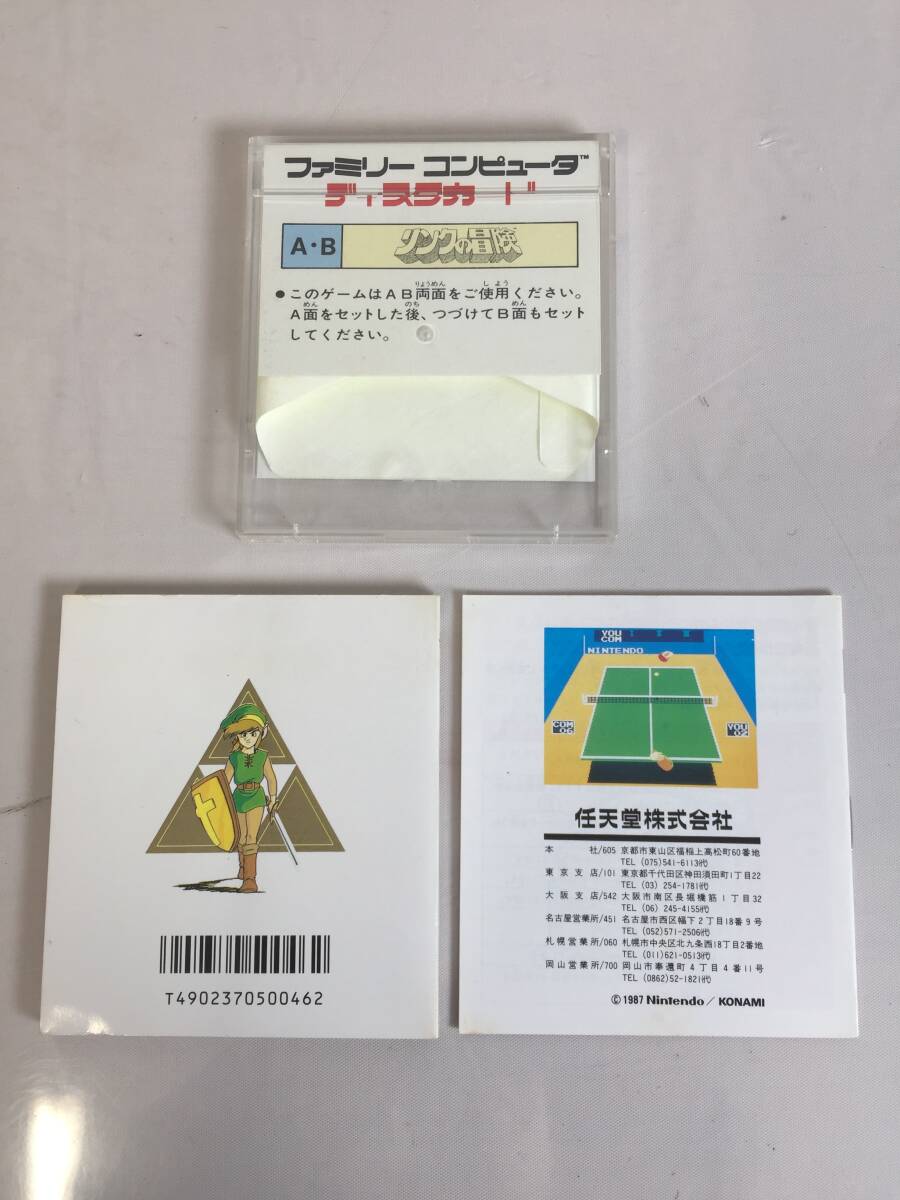 ファミリー コンピュータ™
ディスクカード
A・B
リンクの冒険
●このゲームはAB両面をご使用ください。
A面をセットした後、つづけてB面もセット
してください。
T4902370500462
YOU
COM
NINTENDO
COM
06
YOU
02
任天堂株式会社
本 社/605 京都市東山区福稲上高松町60番地
TEL (075)541-6113代
東京支店/101 東京都千代田区神田須田町1丁目22
TEL (03) 254-1781代
大阪支店/542 大阪市南区長堀橋筋1丁目32
TEL (06) 245-4155代
名古屋営業所/451 名古屋市西区幅下2丁目18番9号
TEL (052)571-2506代
札幌営業所/060 札幌市中央区北九条西18丁目2番地
TEL (011)621-0513代
岡山営業所/700 岡山市奉還町4丁目4番11号
TEL (0862)52-1821代
©1987 Nintendo/KONAMI